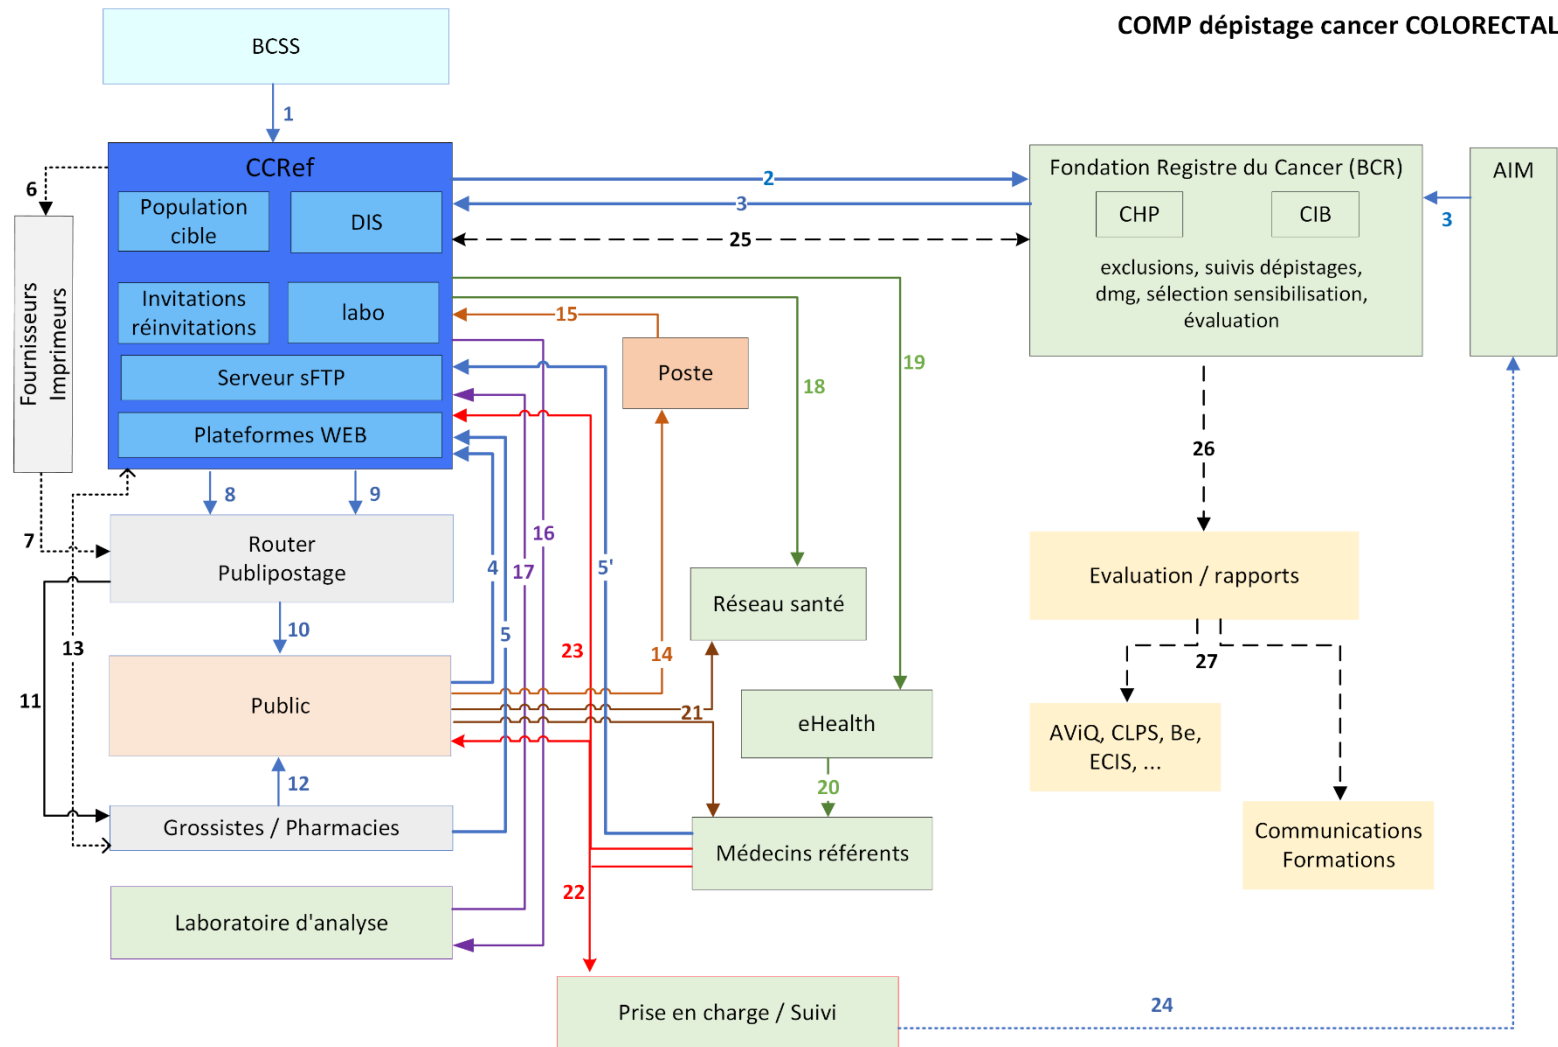 COMP dépistage cancer COLORECTAL
BCSS
1
CCRef
Population
cible
DIS
Invitations
réinvitations
labo
Serveur sFTP
Plateformes WEB
2
3
25
Fondation Registre du Cancer (BCR)
CHP
CIB
exclusions, suivis dépistages,
dmg, sélection sensibilisation,
évaluation
AIM
3
6
Fournisseurs
Imprimeurs
15
Poste
18
19
26
8
9
7
Router
Publipostage
16
17
4
5'
Réseau santé
Evaluation / rapports
10
13
5
23
14
27
11
Public
21
eHealth
AViQ, CLPS, Be,
ECIS, ...
12
20
Grossistes / Pharmacies
Médecins référents
Communications
Formations
22
Laboratoire d'analyse
Prise en charge / Suivi
24